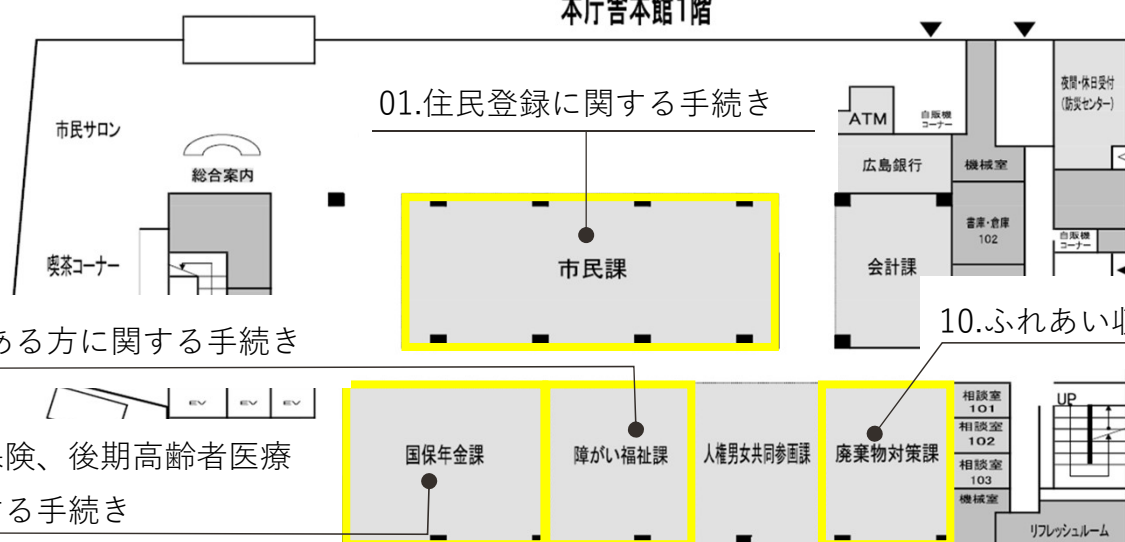 本庁舎本館1階
01.住民登録に関する手続き
夜間・休日受付
（防災センター）
市民サロン
ATM
自販機
コーナー
総合案内
広島銀行
機械室
書庫・倉庫
102
自販機
コーナー
喫茶コーナー
市民課
会計課
ある方に関する手続き
10.ふれあい収
EV
EV
EV
相談室
101
UP
相談室
102
国保年金課
障がい福祉課
人権男女共同参画課
廃棄物対策課
保険、後期高齢者医療
相談室
103
する手続き
機械室
リフレッシュルーム